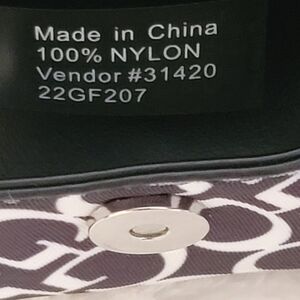 Made in China
100% NYLON
Vendor #31420
22GF207